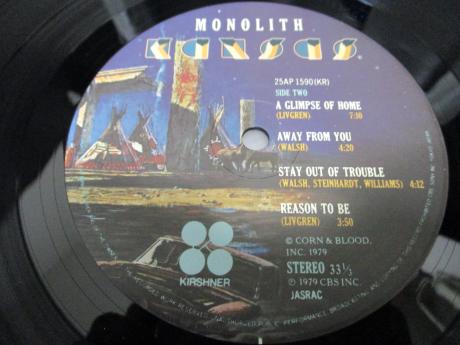 MONOLITH
KANSAS
25AP 1590 (KR)
SIDE TWO
A GLIMPSE OF HOME
(LIVGREN) 7:10
AWAY FROM YOU
(WALSH) 4:20
STAY OUT OF TROUBLE
(WALSH, STEINHARDT, WILLIAMS) 4:12
REASON TO BE
(LIVGREN) 3:50
© CORN & BLOOD,
INC. 1979
STEREO 33⅓
℗ 1979 CBS INC.
JASRAC
KIRSHNER